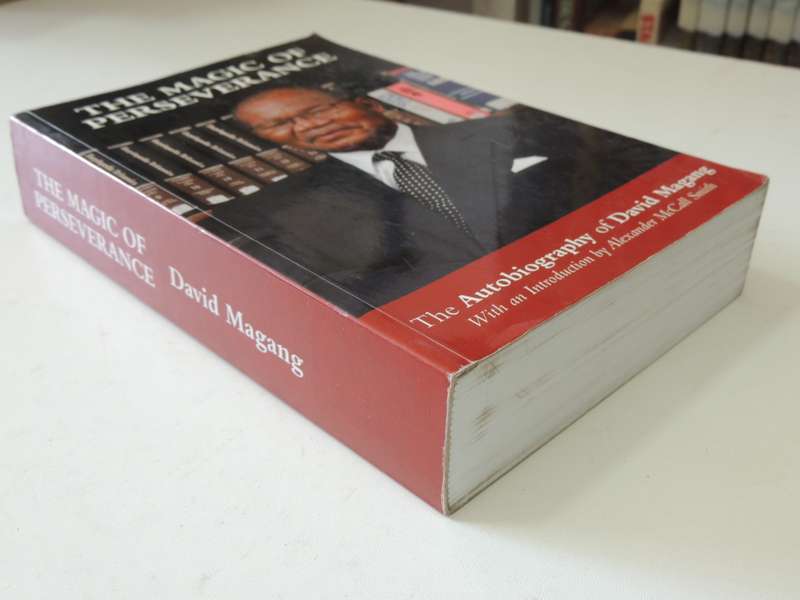 THE MAGIC OF
PERSEVERANCE
The Autobiography of David Magang
With an Introduction by Alexander McCall Smith
THE MAGIC OF
PERSEVERANCE
David Magang